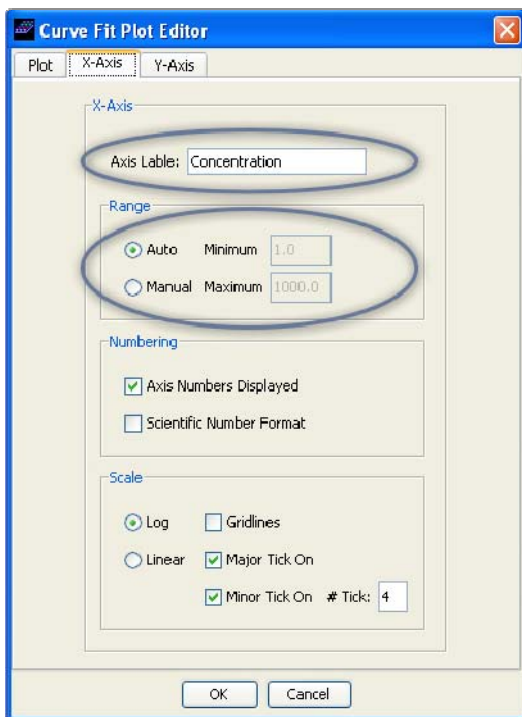 Curve Fit Plot Editor
Plot X-Axis Y-Axis
X-Axis
Axis Lable: Concentration
Range
Auto Minimum 1.0
Manual Maximum 1000.0
Numbering
Axis Numbers Displayed
Scientific Number Format
Scale
Log Gridlines
Linear Major Tick On
Minor Tick On # Tick: 4
OK Cancel